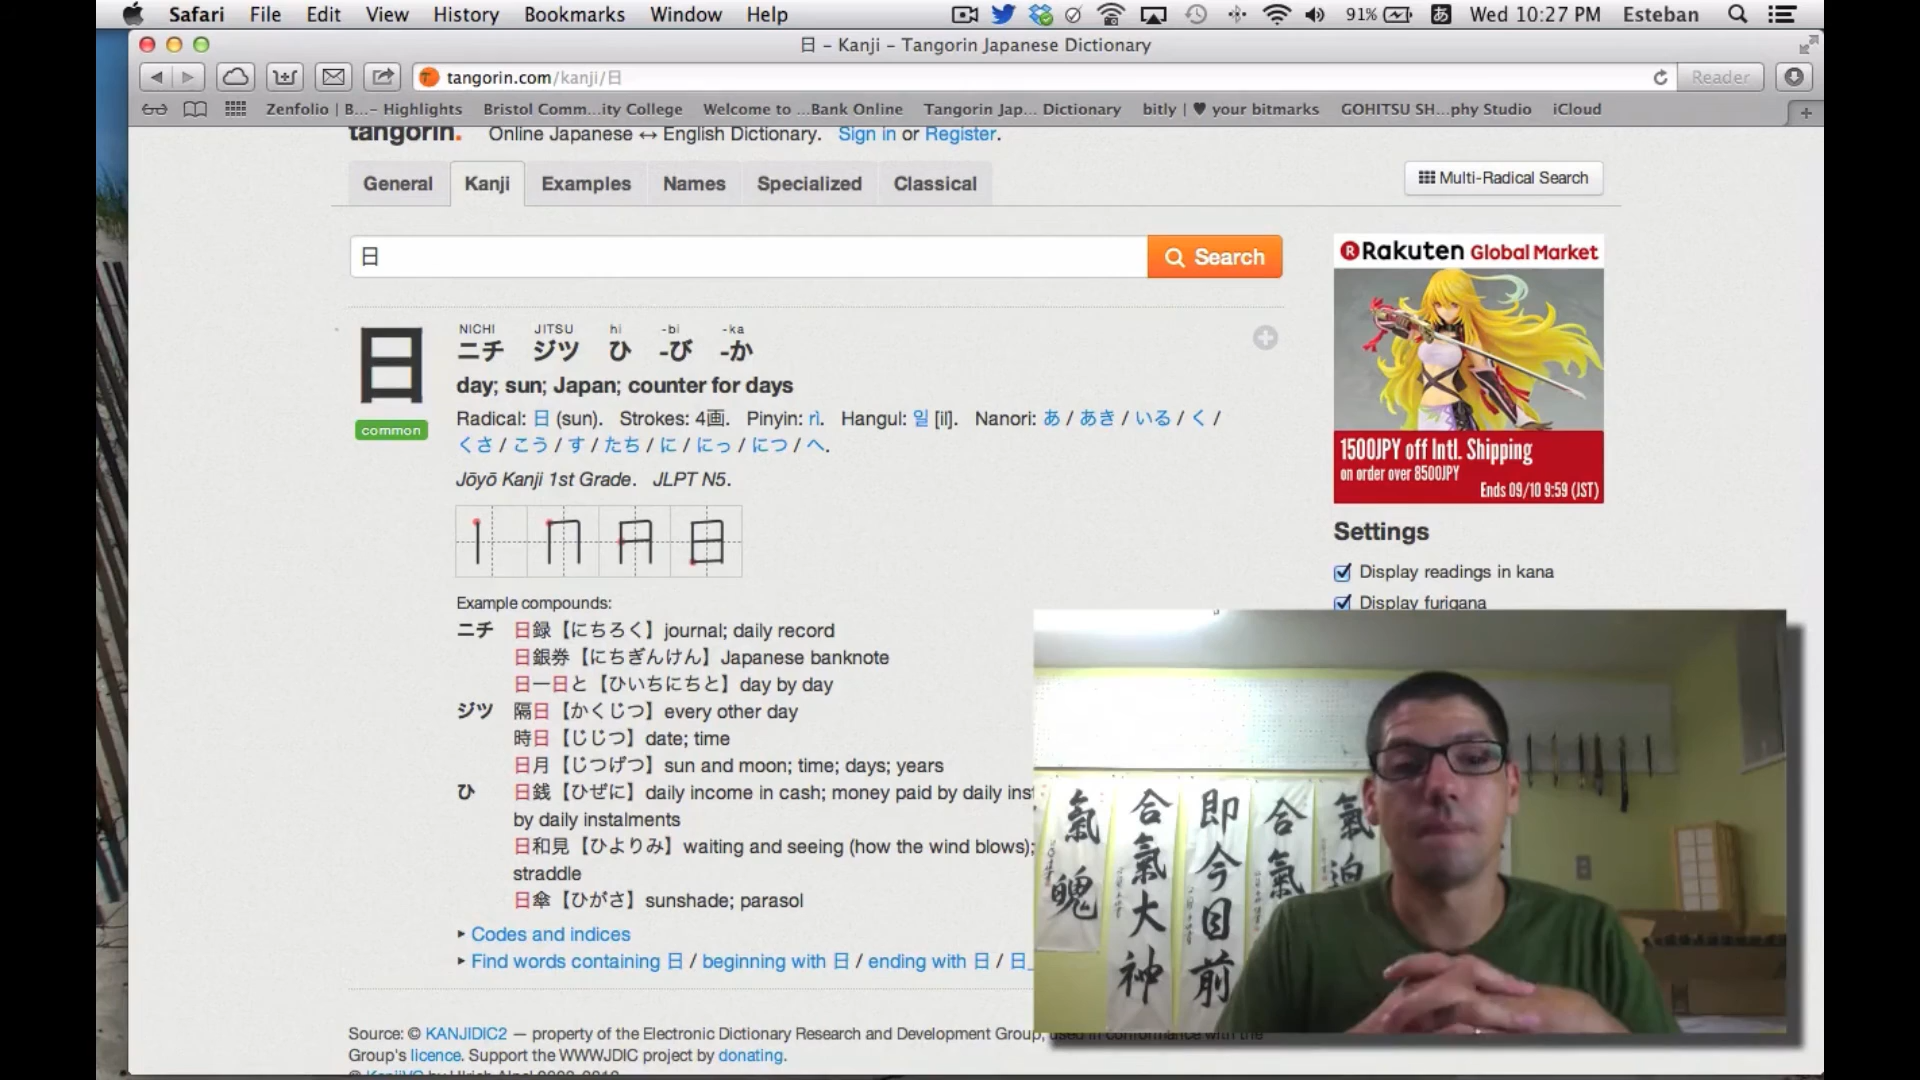 Safari File Edit View History Bookmarks Window Help 91% あ Wed 10:27 PM Esteban
日 – Kanji – Tangorin Japanese Dictionary
tangorin.com/kanji/日 Reader
Zenfolio | B...– Highlights Bristol Comm...ity College Welcome to ...Bank Online Tangorin Jap... Dictionary bitly | ♥ your bitmarks GOHITSU SH...phy Studio iCloud
tangorin. Online Japanese ↔ English Dictionary. Sign in or Register.
General Kanji Examples Names Specialized Classical Multi-Radical Search
日 Search
Rakuten Global Market
1500JPY off Intl. Shipping
on order over 8500JPY
Ends 09/10 9:59 (JST)
日
common
NICHI JITSU hi -bi -ka
ニチ ジツ ひ -び -か
day; sun; Japan; counter for days
Radical: 日 (sun). Strokes: 4画. Pinyin: rì. Hangul: 일 [il]. Nanori: あ / あき / いる / く /
くさ / こう / す / たち / に / にっ / につ / へ.
Jōyō Kanji 1st Grade. JLPT N5.
Settings
Display readings in kana
Display furigana
Example compounds:
ニチ 日録【にちろく】journal; daily record
日銀券【にちぎんけん】Japanese banknote
日一日と【ひいちにちと】day by day
ジツ 隔日【かくじつ】every other day
時日【じじつ】date; time
日月【じつげつ】sun and moon; time; days; years
ひ 日銭【ひぜに】daily income in cash; money paid by daily
by daily instalments
日和見【ひよりみ】waiting and seeing (how the wind blows);
straddle
日傘【ひがさ】sunshade; parasol
Codes and indices
Find words containing 日 / beginning with 日 / ending with 日 / 日_
Source: © KANJIDIC2 — property of the Electronic Dictionary Research and Development Group, used in conformance with the
Group's licence. Support the WWWJDIC project by donating.
氣魄
合氣大神
即今目前
合氣
氣迫